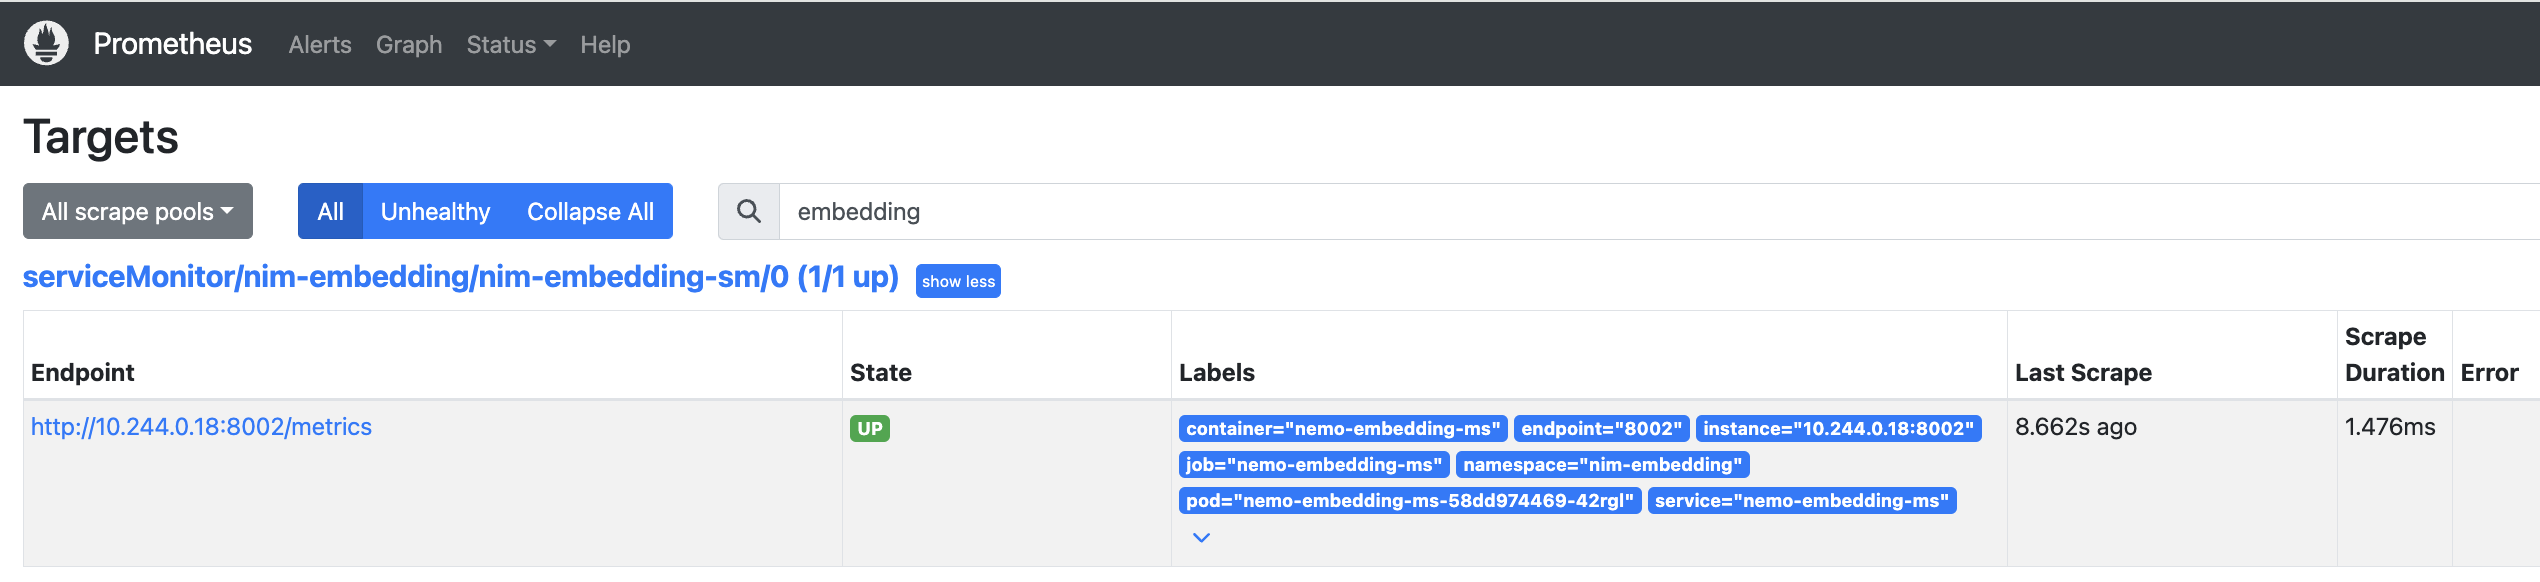 Prometheus Alerts Graph Status Help
Targets
All scrape pools All Unhealthy Collapse All embedding
serviceMonitor/nim-embedding/nim-embedding-sm/0 (1/1 up) show less
Endpoint State Labels Last Scrape Scrape Duration Error
http://10.244.0.18:8002/metrics UP container="nemo-embedding-ms" endpoint="8002" instance="10.244.0.18:8002" 8.662s ago 1.476ms
job="nemo-embedding-ms" namespace="nim-embedding"
pod="nemo-embedding-ms-58dd974469-42rgl" service="nemo-embedding-ms"